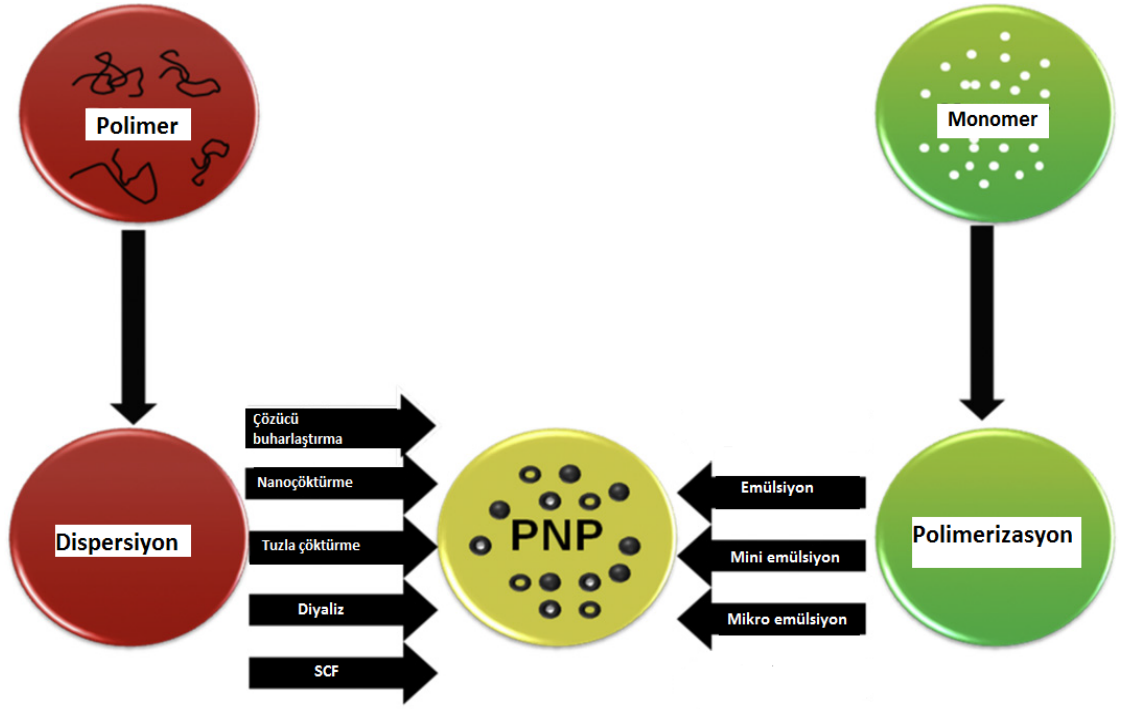 Polimer
Monomer
Çözücü
buharlaştırma
Nanoçöktürme
Tuzla çöktürme
Diyaliz
SCF
Dispersiyon
PNP
Emülsiyon
Mini emülsiyon
Mikro emülsiyon
Polimerizasyon